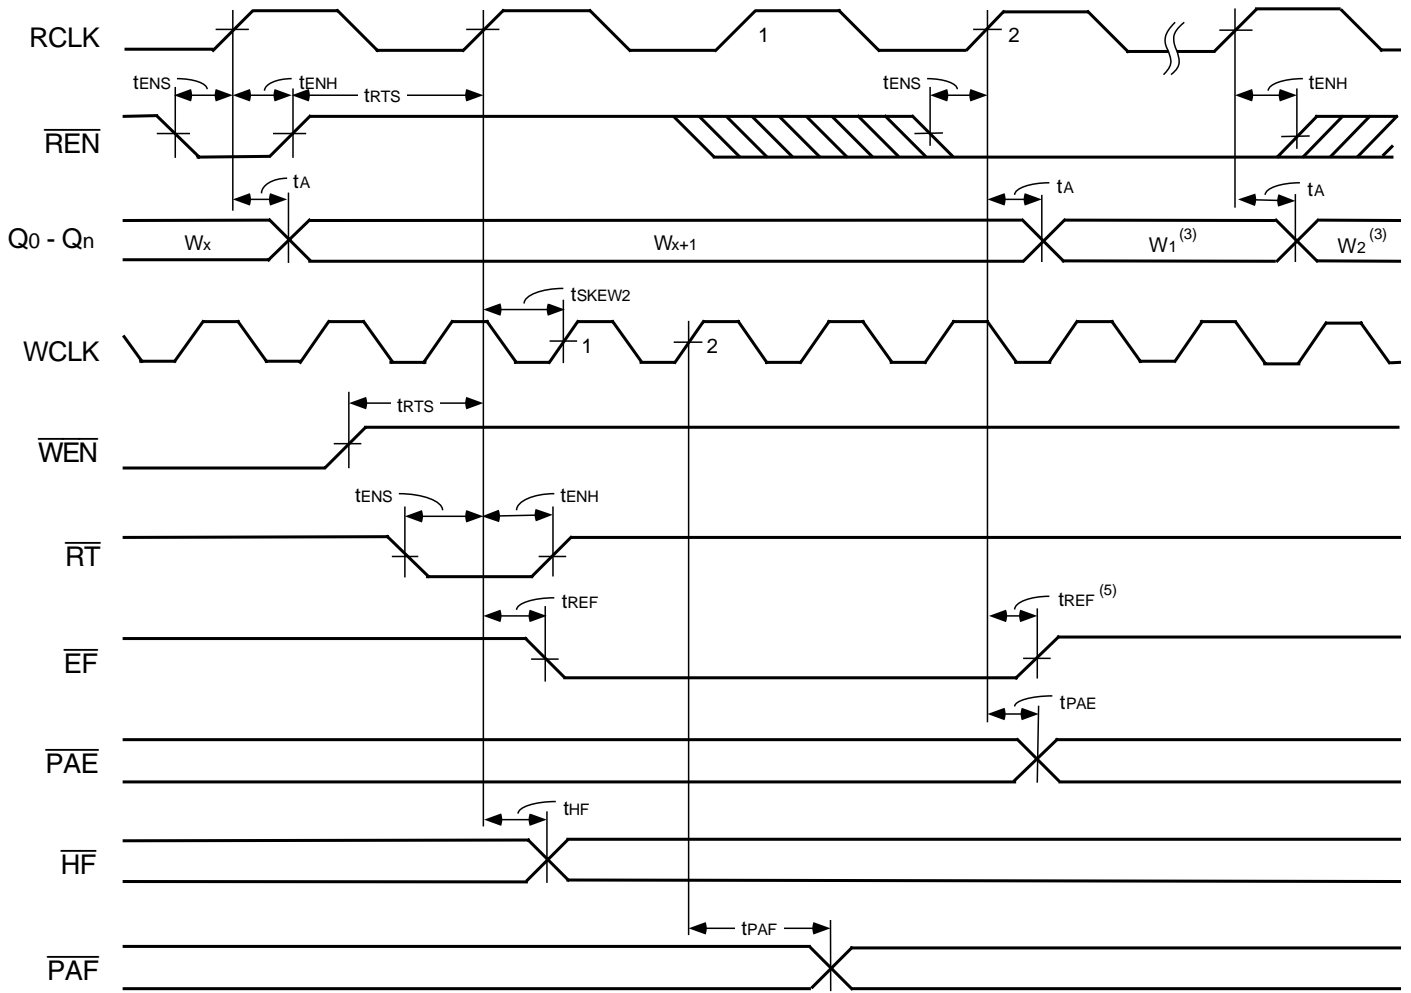 RCLK 1 2
tENS tENH tRTS tENS tENH
REN
tA tA tA
Q0 - Qn Wx Wx+1 W1 (3) W2 (3)
tSKEW2
WCLK 1 2
tRTS
WEN
tENS tENH
RT
tREF tREF (5)
EF
tPAE
PAE
tHF
HF
tPAF
PAF